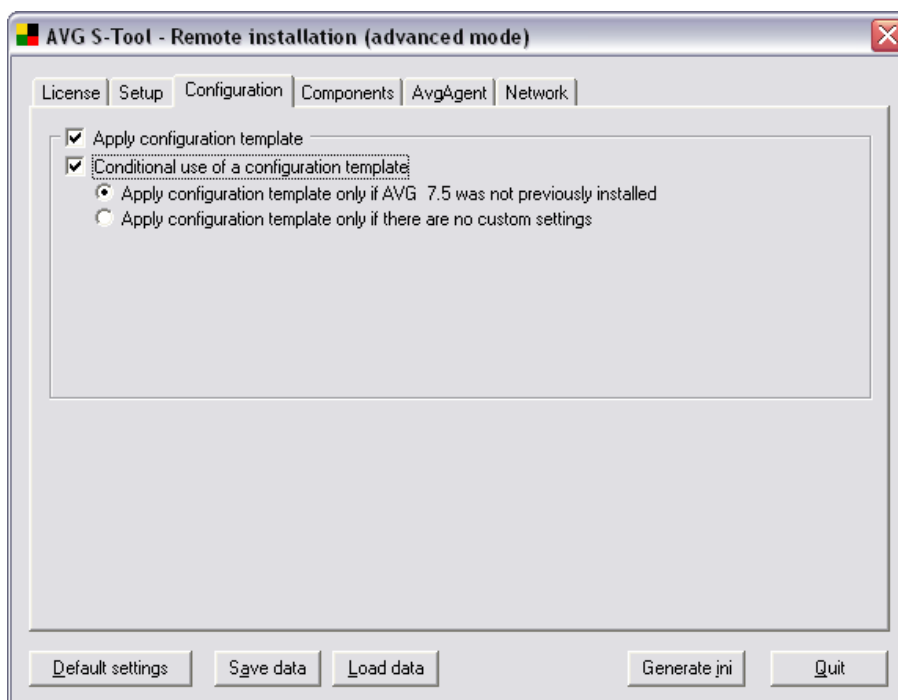 AVG S-Tool - Remote installation (advanced mode)
License Setup Configuration Components AvgAgent Network
Apply configuration template
Conditional use of a configuration template
Apply configuration template only if AVG 7.5 was not previously installed
Apply configuration template only if there are no custom settings
Default settings Save data Load data Generate ini Quit